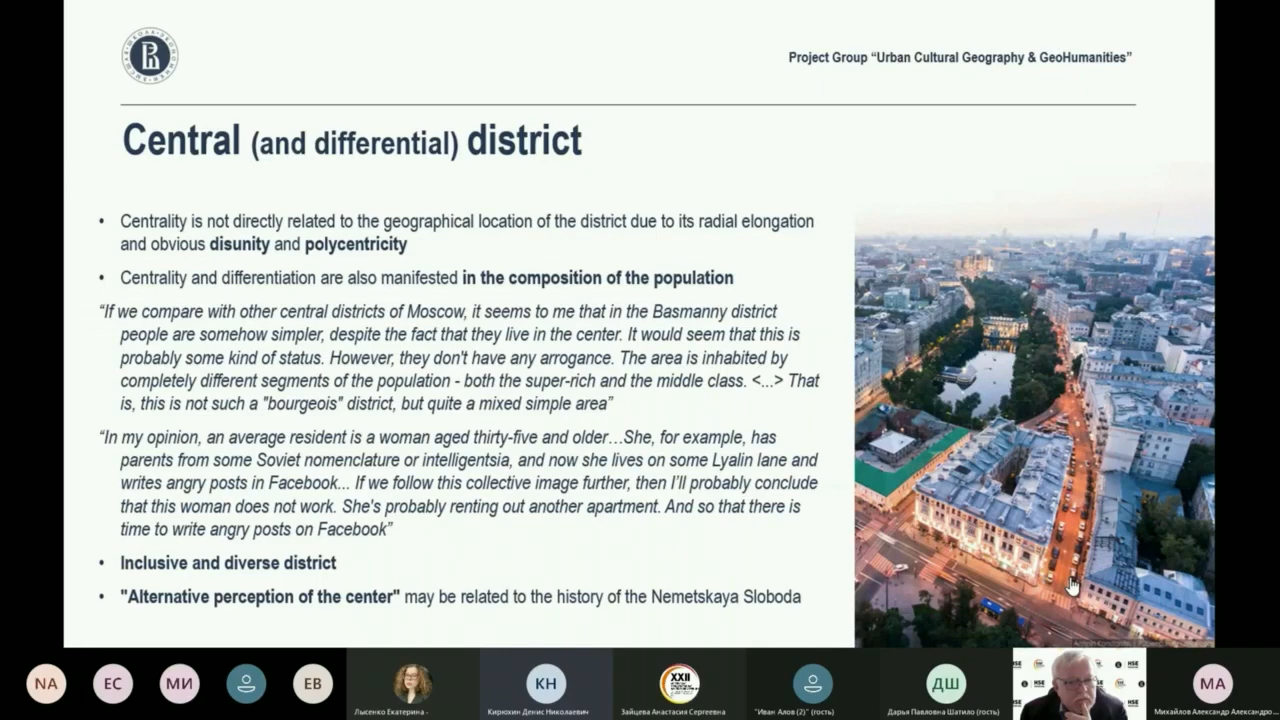 Project Group “Urban Cultural Geography & GeoHumanities”
Central (and differential) district
• Centrality is not directly related to the geographical location of the district due to its radial elongation
and obvious disunity and polycentricity
• Centrality and differentiation are also manifested in the composition of the population
“If we compare with other central districts of Moscow, it seems to me that in the Basmanny district
people are somehow simpler, despite the fact that they live in the center. It would seem that this is
probably some kind of status. However, they don't have any arrogance. The area is inhabited by
completely different segments of the population - both the super-rich and the middle class. <...> That
is, this is not such a "bourgeois" district, but quite a mixed simple area”
“In my opinion, an average resident is a woman aged thirty-five and older…She, for example, has
parents from some Soviet nomenclature or intelligentsia, and now she lives on some Lyalin lane and
writes angry posts in Facebook... If we follow this collective image further, then I’ll probably conclude
that this woman does not work. She's probably renting out another apartment. And so that there is
time to write angry posts on Facebook”
• Inclusive and diverse district
• "Alternative perception of the center" may be related to the history of the Nemetskaya Sloboda
NA
ЕС
МИ
ЕВ
Лысенко Екатерина -
КН
Кирюхин Денис Николаевич
XXII
Зайцева Анастасия Сергеевна
"Иван Алов (2)" (гость)
ДШ
Дарья Павловна Шатило (гость)
HSE
HSE
МА
Михайлов Александр Александро...